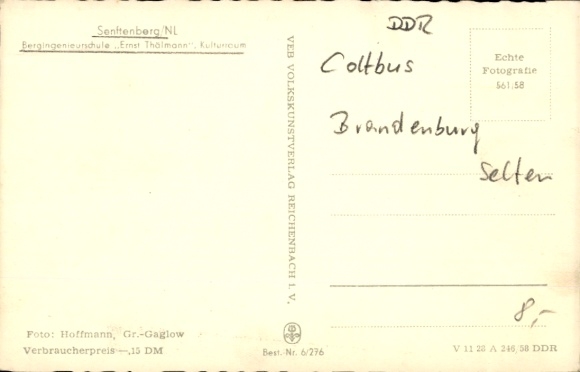 Senftenberg/NL
Bergingenieurschule „Ernst Thälmann", Kulturraum
VEB VOLKSKUNSTVERLAG REICHENBACH i. V.
DDR
Cottbus
Brandenburg
Selten
8,-
Echte
Fotografie
561/58
Foto: Hoffmann, Gr.-Gaglow
Verbraucherpreis —,15 DM
Best.-Nr. 6/276
V 11 28 A 246/58 DDR